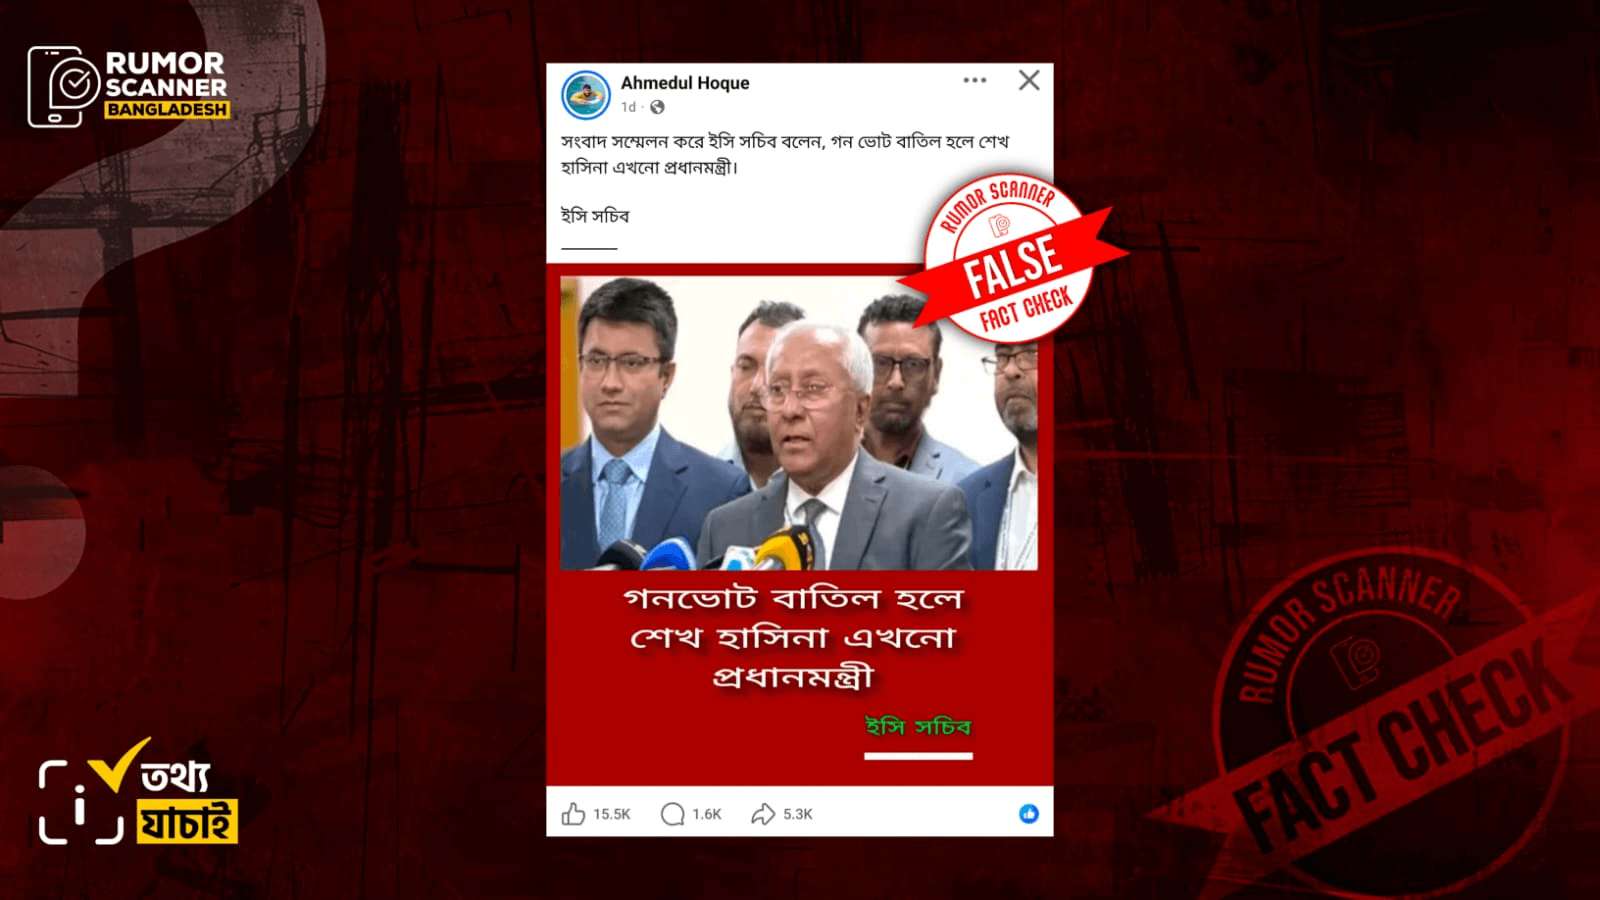 RUMOR
SCANNER
BANGLADESH
Ahmedul Hoque
1d
সংবাদ সম্মেলন করে ইসি সচিব বলেন, গন ভোট বাতিল হলে শেখ
হাসিনা এখনো প্রধানমন্ত্রী।
ইসি সচিব
RUMOR SCANNER
FALSE
FACT CHECK
গনভোট বাতিল হলে
শেখ হাসিনা এখনো
প্রধানমন্ত্রী
ইসি সচিব
15.5K
1.6K
5.3K
তথ্য
যাচাই
RUMOR SCANNER
FACT CHECK